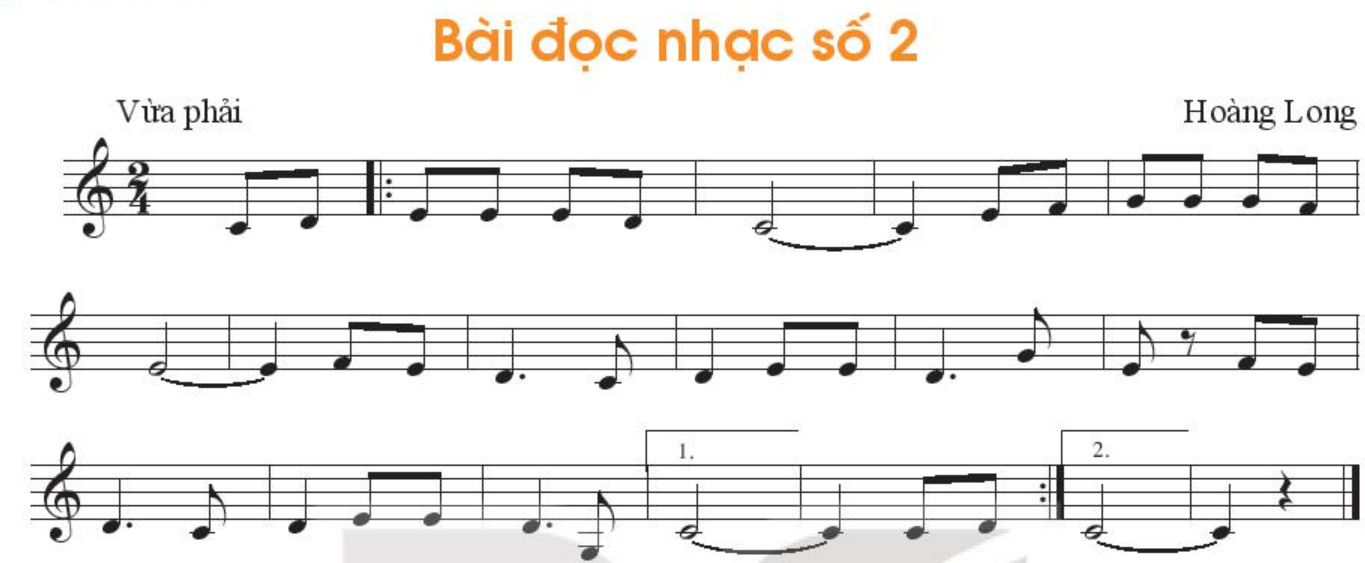 Bài đọc nhạc số 2
Vừa phải
Hoàng Long
2
4
1.
2.